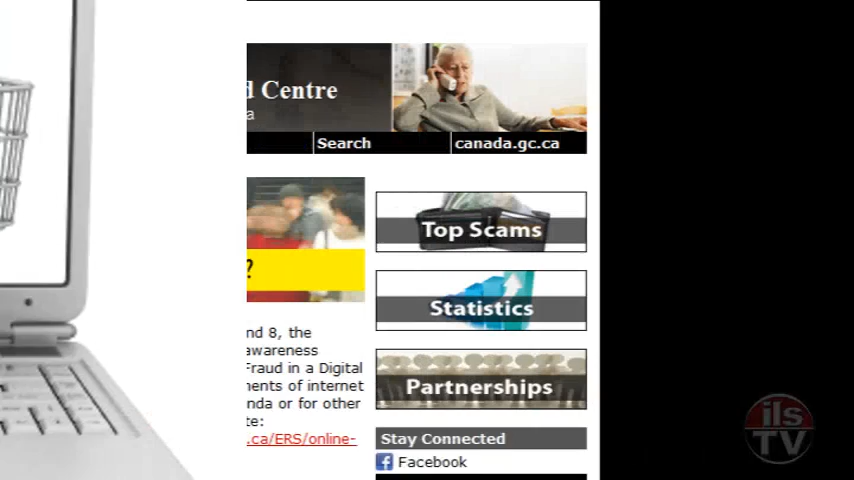 d Centre
a
Search
canada.gc.ca
?
Top Scams
Statistics
Partnerships
nd 8, the
awareness
Fraud in a Digital
nents of internet
nda or for other
te:
.ca/ERS/online-
Stay Connected
Facebook
ils
TV